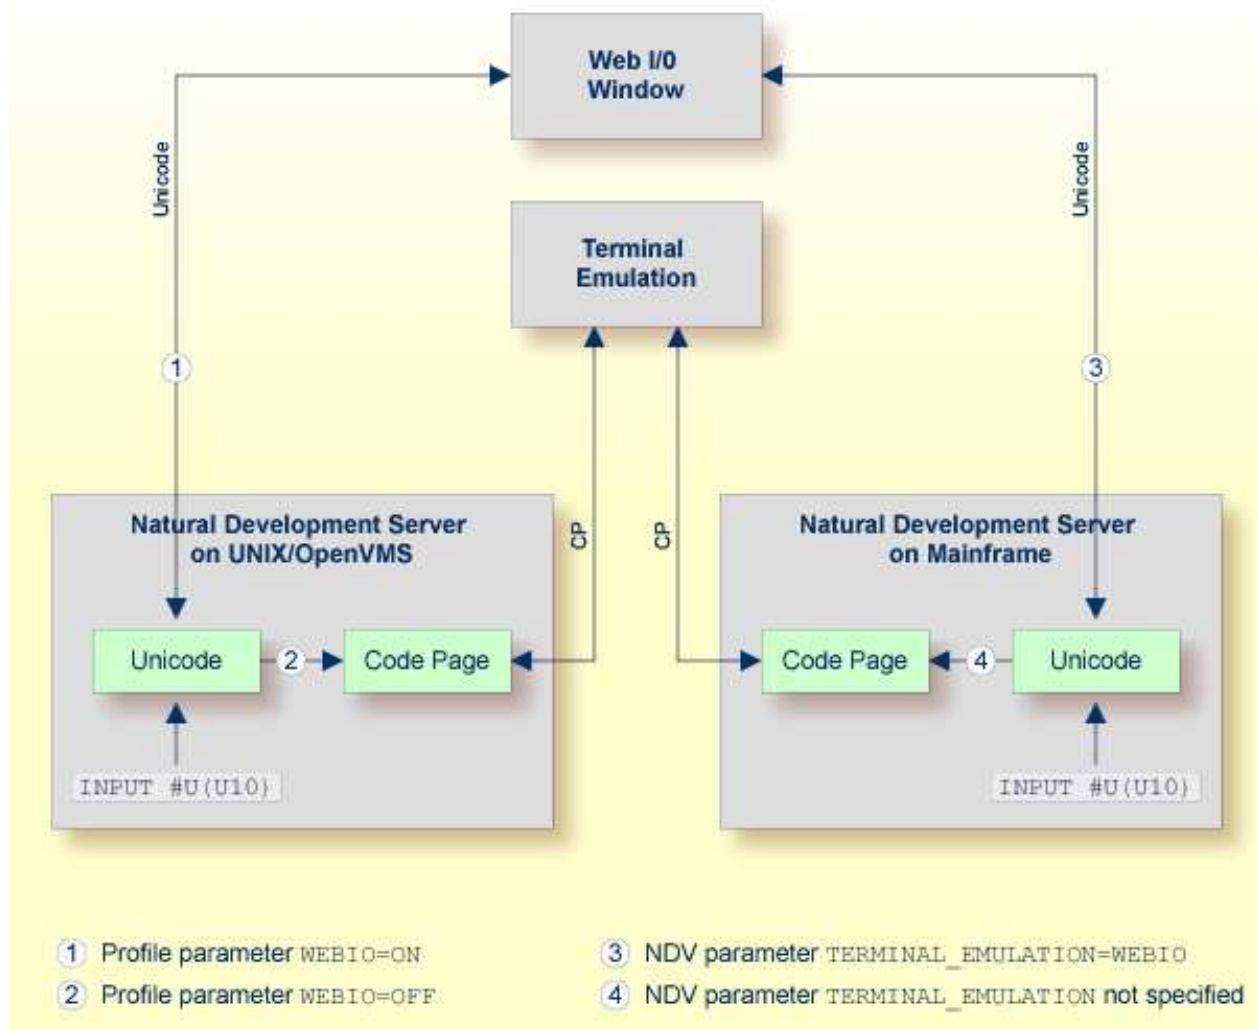 Web I/0
Window
Unicode
Unicode
Terminal
Emulation
1
3
CP
CP
Natural Development Server
on UNIX/OpenVMS
Natural Development Server
on Mainframe
Unicode
2
Code Page
Code Page
4
Unicode
INPUT #U(U10)
INPUT #U(U10)
1 Profile parameter WEBIO=ON
2 Profile parameter WEBIO=OFF
3 NDV parameter TERMINAL_EMULATION=WEBIO
4 NDV parameter TERMINAL_EMULATION not specified